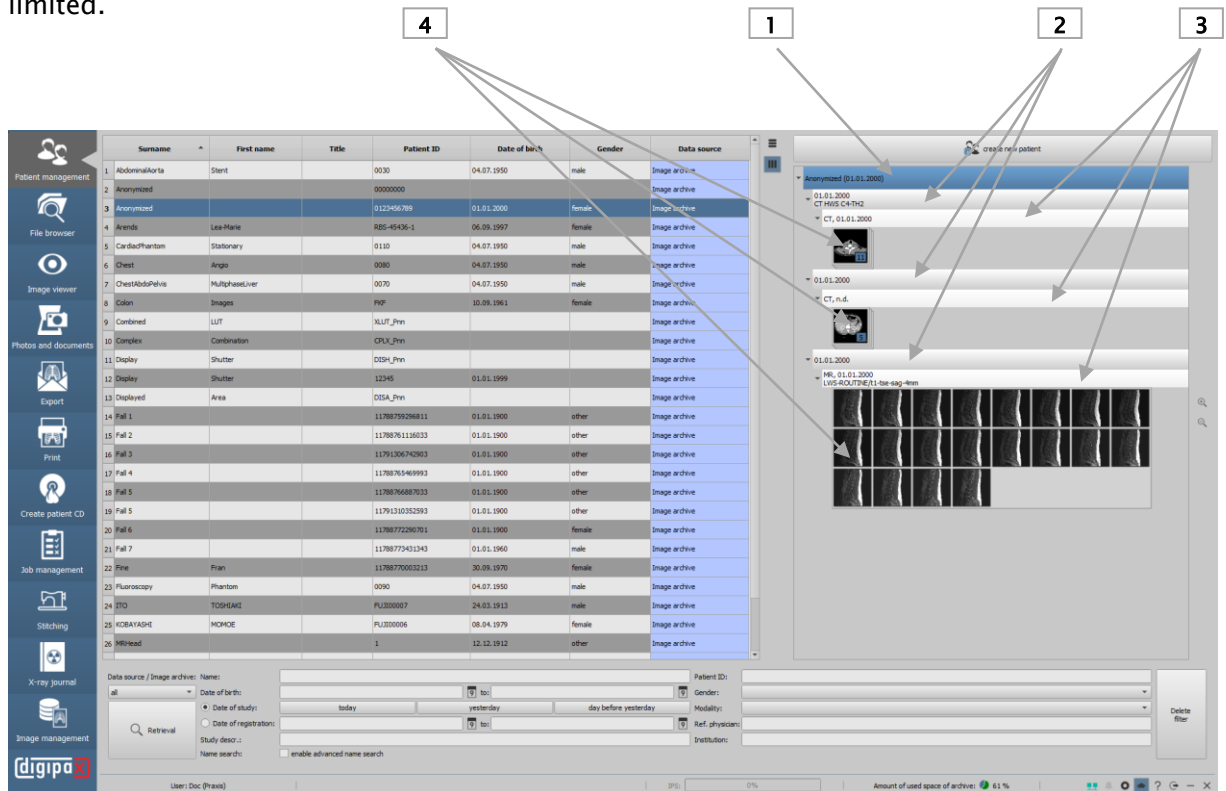 limited.
4
1
2
3
Patient management
File browser
Image viewer
Photos and documents
Export
Print
Create patient CD
Job management
Stitching
X-ray journal
Image management
digipax
Surname First name Title Patient ID Date of birth Gender Data source
1 AbdominalAorta Stent 0030 04.07.1950 male Image archive
2 Anonymized 00000000 Image archive
3 Anonymized 0123456789 01.01.2000 female Image archive
4 Arends Lea-Marie RBS-45436-1 06.09.1997 female Image archive
5 CardiacPhantom Stationary 0110 04.07.1950 male Image archive
6 Chest Angio 0080 04.07.1950 male Image archive
7 ChestAbdoPelvis MultiphaseLiver 0070 04.07.1950 male Image archive
8 Colon Images FKF 10.09.1961 female Image archive
9 Combined LUT XLUT_Pnn Image archive
10 Complex Combination CPLX_Pnn Image archive
11 Display Shutter DISH_Pnn Image archive
12 Display Shutter 12345 01.01.1999 Image archive
13 Displayed Area DISA_Pnn Image archive
14 Fall 1 11788759296811 01.01.1900 other Image archive
15 Fall 2 11788761116033 01.01.1900 other Image archive
16 Fall 3 11791306742903 01.01.1900 other Image archive
17 Fall 4 11788765469993 01.01.1900 other Image archive
18 Fall 5 11788766887033 01.01.1900 other Image archive
19 Fall 5 11791310352593 01.01.1900 other Image archive
20 Fall 6 11788772290701 01.01.1900 female Image archive
21 Fall 7 11788773431343 01.01.1960 male Image archive
22 Fine Fran 11788770003213 30.09.1970 female Image archive
23 Fluoroscopy Phantom 0090 04.07.1950 male Image archive
24 ITO TOSHIAKI FUJI00007 24.03.1913 male Image archive
25 KOBAYASHI MOMOE FUJI00006 08.04.1979 female Image archive
26 MRHead 1 12.12.1912 other Image archive
create new patient
Anonymized (01.01.2000)
01.01.2000
CT HWS C4-TH2
CT, 01.01.2000
11
01.01.2000
CT, n.d.
5
01.01.2000
MR, 01.01.2000
LWS-ROUTINE/t1-tse-sag-4mm
Data source / Image archive: Name: Patient ID:
all Date of birth: 9 to: 9 Gender:
Date of study: today yesterday day before yesterday Modality:
Retrieval Date of registration: 9 to: 9 Ref. physician:
Study descr.: Institution:
Name search: enable advanced name search
Delete
filter
User: Doc (Praxis) IPS: 0% Amount of used space of archive: 61 % ?